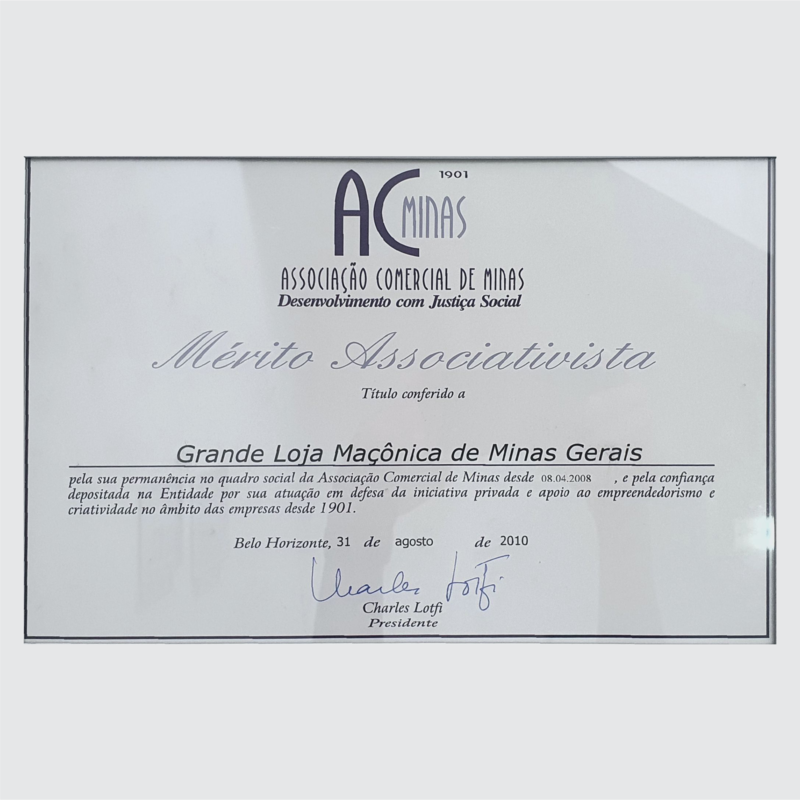 1901
AC MINAS
ASSOCIAÇÃO COMERCIAL DE MINAS
Desenvolvimento com Justiça Social
Mérito Associativista
Título conferido a
Grande Loja Maçônica de Minas Gerais
pela sua permanência no quadro social da Associação Comercial de Minas desde 08.04.2008 , e pela confiança
depositada na Entidade por sua atuação em defesa da iniciativa privada e apoio ao empreendedorismo e
criatividade no âmbito das empresas desde 1901.
Belo Horizonte, 31 de agosto de 2010
Charles Lotfi
Charles Lotfi
Presidente